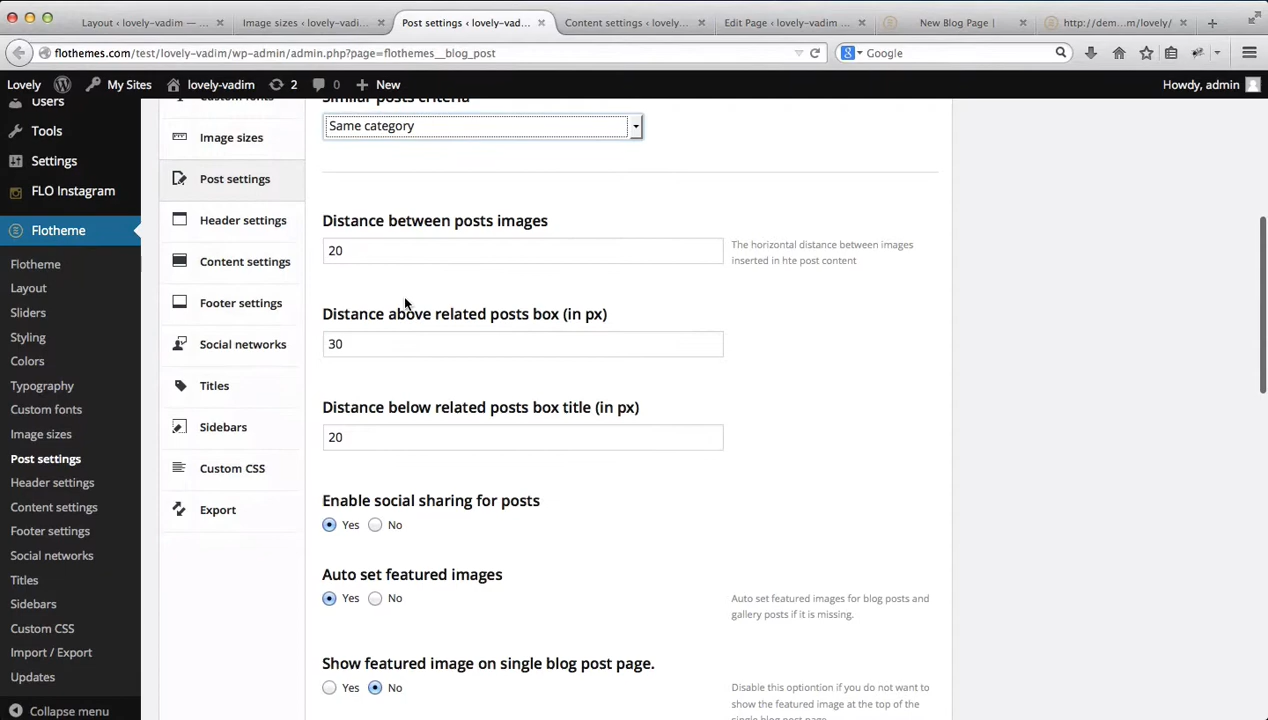 Layout ‹ lovely-vadim — ...
Image sizes ‹ lovely-vadi...
Post settings ‹ lovely-vad...
Content settings ‹ lovely...
Edit Page ‹ lovely-vadim ...
New Blog Page |
http://dem...m/lovely/
flothemes.com/test/lovely-vadim/wp-admin/admin.php?page=flothemes__blog_post
Google
Lovely
My Sites
lovely-vadim
2
0
New
Howdy, admin
Users
Tools
Settings
FLO Instagram
Flotheme
Flotheme
Layout
Sliders
Styling
Colors
Typography
Custom fonts
Image sizes
Post settings
Header settings
Content settings
Footer settings
Social networks
Titles
Sidebars
Custom CSS
Import / Export
Updates
Collapse menu
Custom fonts
Image sizes
Post settings
Header settings
Content settings
Footer settings
Social networks
Titles
Sidebars
Custom CSS
Export
Similar posts criteria
Same category
Distance between posts images
20
The horizontal distance between images
inserted in hte post content
Distance above related posts box (in px)
30
Distance below related posts box title (in px)
20
Enable social sharing for posts
Yes No
Auto set featured images
Yes No
Auto set featured images for blog posts and
gallery posts if it is missing.
Show featured image on single blog post page.
Yes No
Disable this optiontion if you do not want to
show the featured image at the top of the
single blog post page